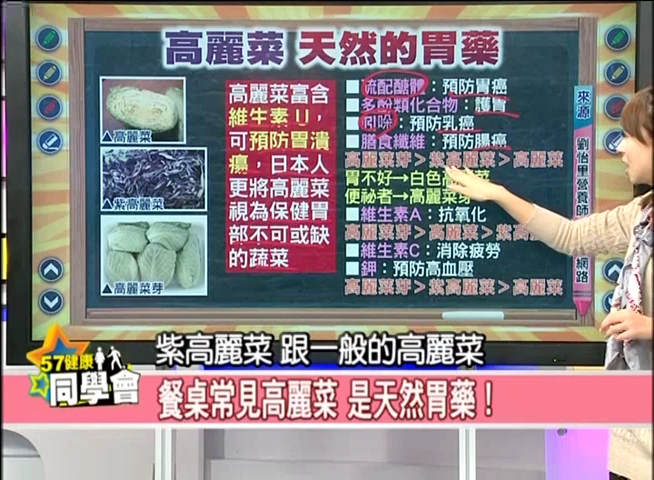 高麗菜 天然的胃藥
▲高麗菜
▲紫高麗菜
▲高麗菜芽
高麗菜富含
維生素U,
可預防胃潰
瘍,日本人
更將高麗菜
視為保健胃
部不可或缺
的蔬菜
■硫配醣體:預防胃癌
■多酚類化合物:護胃
■吲哚:預防乳癌
■膳食纖維:預防腸癌
高麗菜芽>紫高麗菜>高麗菜
胃不好→白色高麗菜
便祕者→高麗菜芽
■維生素A:抗氧化
高麗菜芽>高麗菜>紫高
■維生素C:消除疲勞
■鉀:預防高血壓
高麗菜芽>紫高麗菜>高麗菜
來源
劉怡里營養師
網路
紫高麗菜 跟一般的高麗菜
57健康
同學會
餐桌常見高麗菜 是天然胃藥!